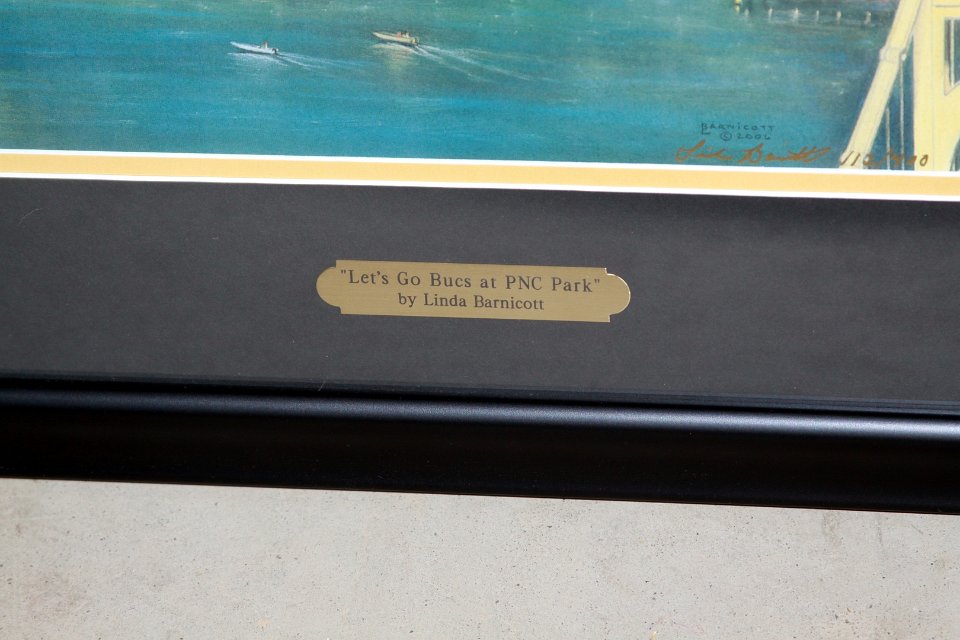 BARNICOTT
© 2006
"Let's Go Bucs at PNC Park"
by Linda Barnicott